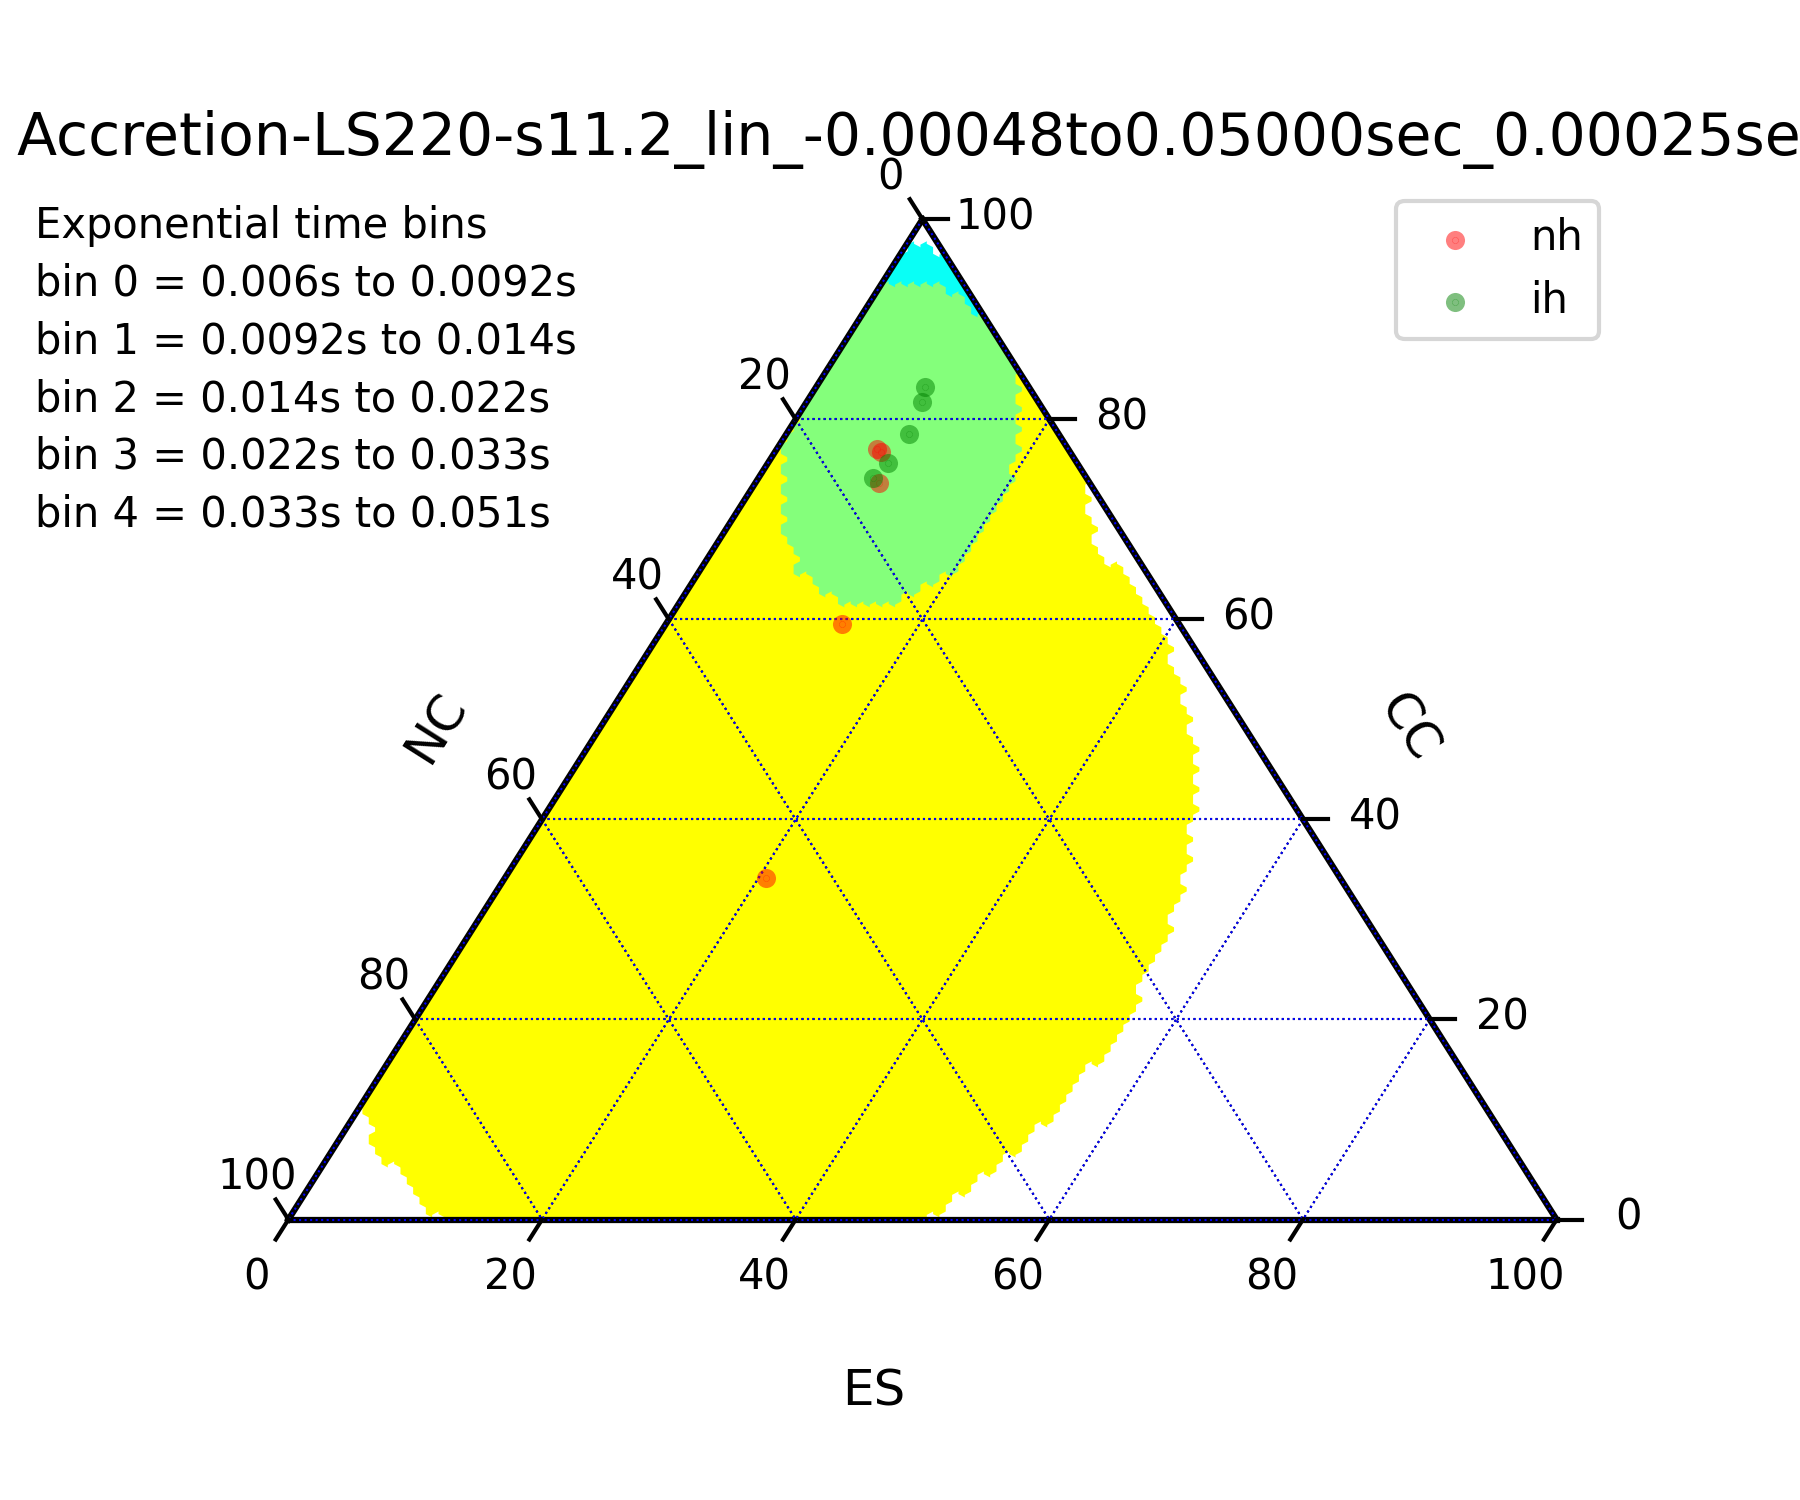 Accretion-LS220-s11.2_lin_-0.00048to0.05000sec_0.00025se
Exponential time bins
bin 0 = 0.006s to 0.0092s
bin 1 = 0.0092s to 0.014s
bin 2 = 0.014s to 0.022s
bin 3 = 0.022s to 0.033s
bin 4 = 0.033s to 0.051s
nh
ih
0
100
20
80
40
60
NC
CC
60
40
80
20
100
0
0
20
40
60
80
100
ES